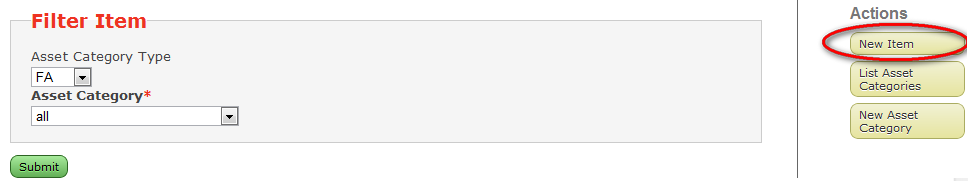 Filter Item
Asset Category Type
FA
Asset Category*
all
Submit
Actions
New Item
List Asset
Categories
New Asset
Category